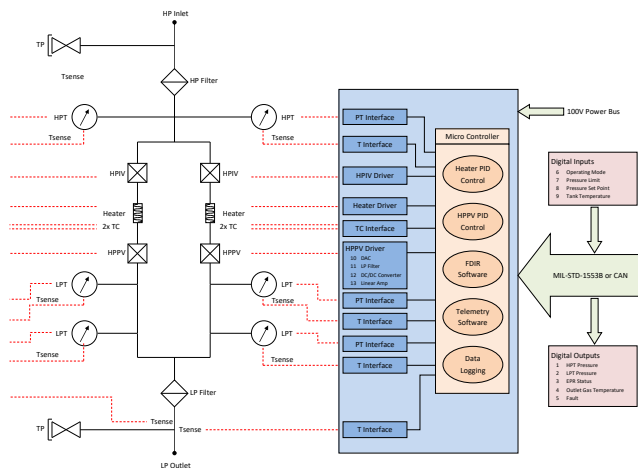 HP Inlet
TP
Tsense
HP Filter
HPT
HPT
Tsense
Tsense
HPIV
HPIV
Heater
Heater
2x TC
2x TC
HPPV
HPPV
LPT
LPT
Tsense
Tsense
LPT
LPT
Tsense
Tsense
LP Filter
Tsense
TP
Tsense
LP Outlet
PT Interface
T Interface
HPIV Driver
Heater Driver
TC Interface
HPPV Driver
10 DAC
11 LP Filter
12 DC/DC Converter
13 Linear Amp
PT Interface
T Interface
PT Interface
T Interface
T Interface
Micro Controller
Heater PID
Control
HPPV PID
Control
FDIR
Software
Telemetry
Software
Data
Logging
100V Power Bus
Digital Inputs
6 Operating Mode
7 Pressure Limit
8 Pressure Set Point
9 Tank Temperature
MIL-STD-1553B or CAN
Digital Outputs
1 HPT Pressure
2 LPT Pressure
3 EPR Status
4 Outlet Gas Temperature
5 Fault